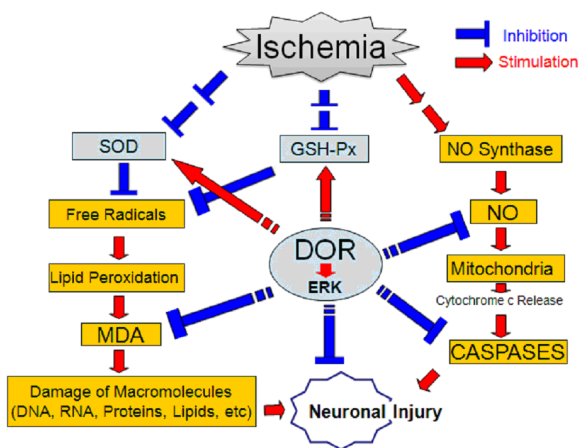 Ischemia
Inhibition
Stimulation
SOD
GSH-Px
NO Synthase
Free Radicals
NO
DOR
ERK
Lipid Peroxidation
Mitochondria
Cytochrome c Release
MDA
CASPASES
Damage of Macromolecules
(DNA, RNA, Proteins, Lipids, etc)
Neuronal Injury